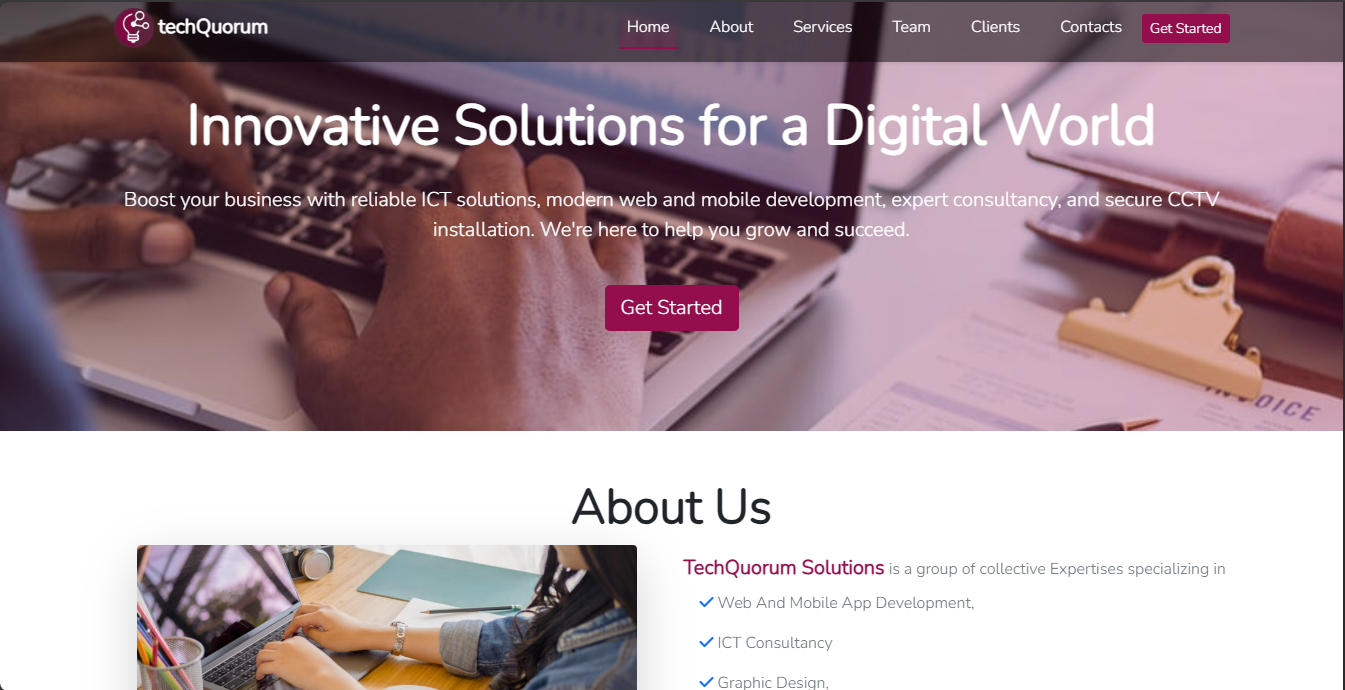 techQuorum
Home About Services Team Clients Contacts Get Started
Innovative Solutions for a Digital World
Boost your business with reliable ICT solutions, modern web and mobile development, expert consultancy, and secure CCTV
installation. We're here to help you grow and succeed.
Get Started
INVOICE
About Us
TechQuorum Solutions is a group of collective Expertises specializing in
Web And Mobile App Development,
ICT Consultancy
Graphic Design,